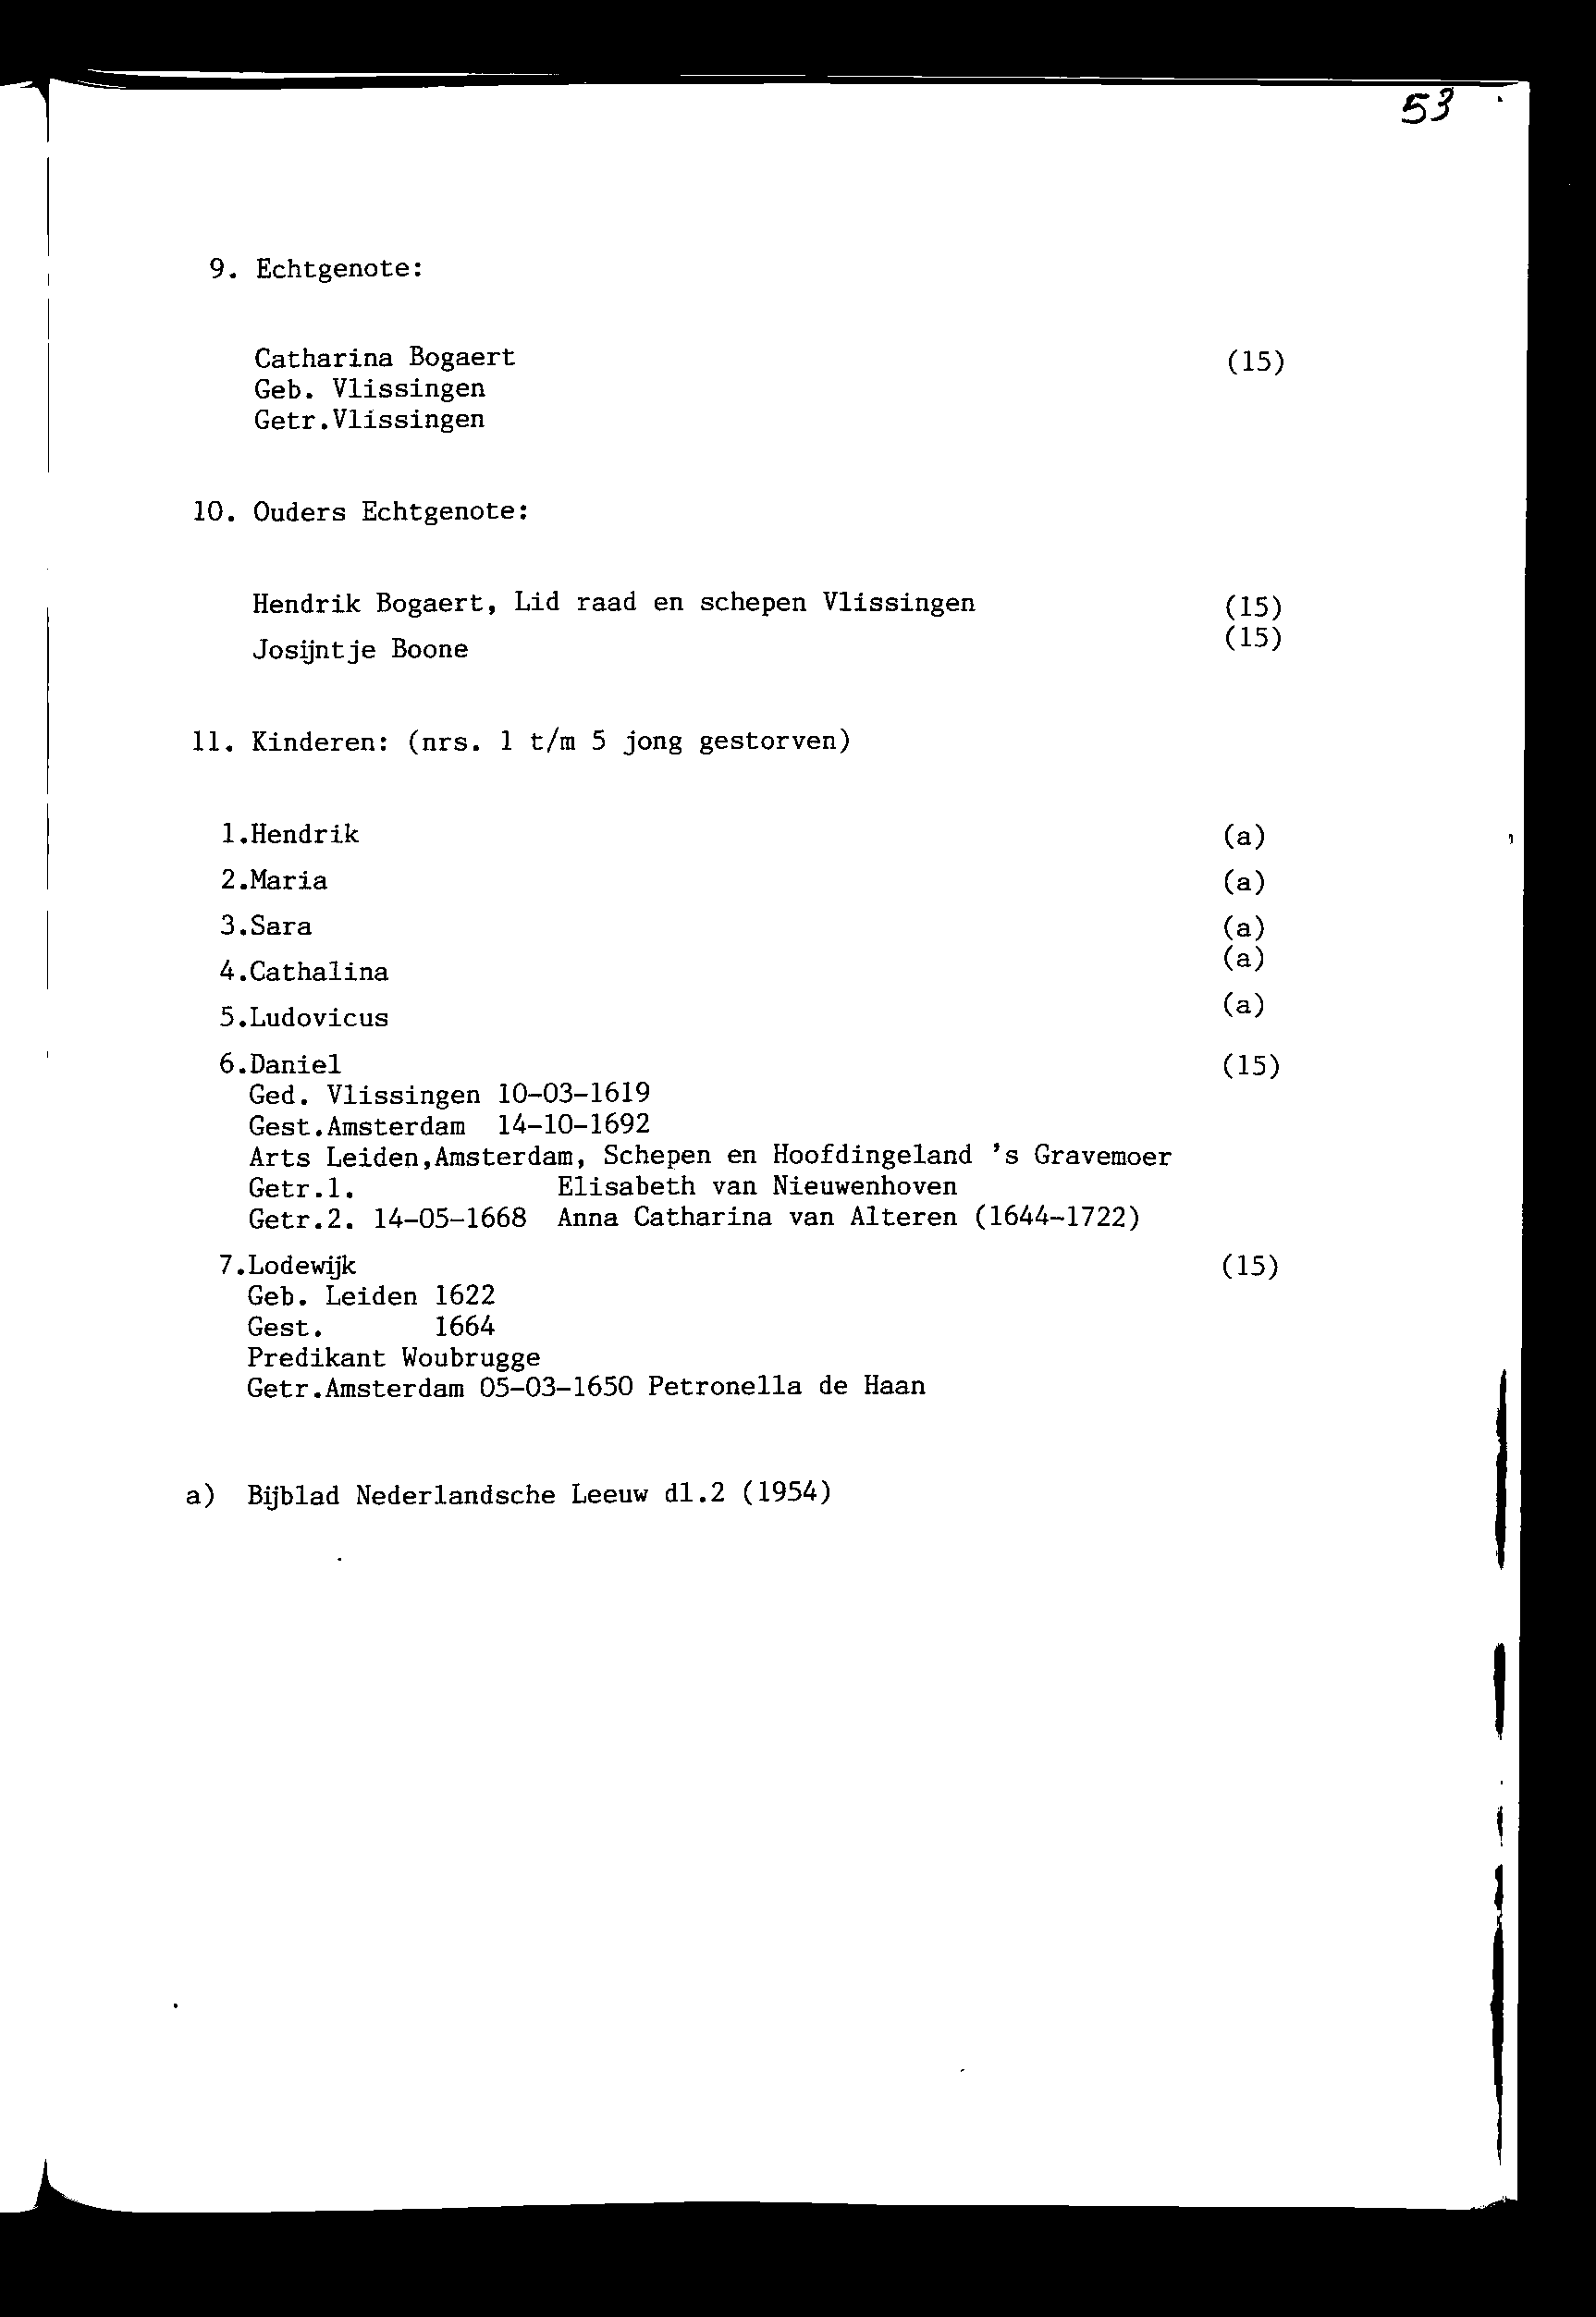 53
9. Echtgenote:
Catharina Bogaert (15)
Geb. Vlissingen
Getr.Vlissingen
10. Ouders Echtgenote:
Hendrik Bogaert, Lid raad en schepen Vlissingen (15)
Josijntje Boone (15)
11. Kinderen: (nrs. 1 t/m 5 jong gestorven)
1.Hendrik (a)
2.Maria (a)
3.Sara (a)
4.Cathalina (a)
5.Ludovicus (a)
6.Daniel (15)
Ged. Vlissingen 10-03-1619
Gest.Amsterdam 14-10-1692
Arts Leiden,Amsterdam, Schepen en Hoofdingeland 's Gravemoer
Getr.1. Elisabeth van Nieuwenhoven
Getr.2. 14-05-1668 Anna Catharina van Alteren (1644-1722)
7.Lodewijk (15)
Geb. Leiden 1622
Gest. 1664
Predikant Woubrugge
Getr.Amsterdam 05-03-1650 Petronella de Haan
a) Bijblad Nederlandsche Leeuw dl.2 (1954)